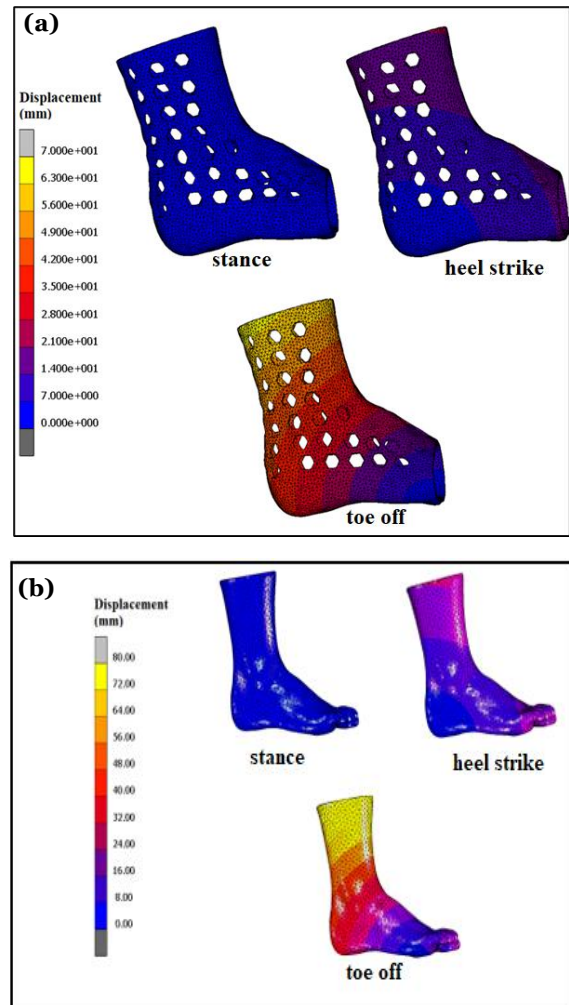 (a)
Displacement
(mm)
7.000e+001
6.300e+001
5.600e+001
4.900e+001
4.200e+001
3.500e+001
2.800e+001
2.100e+001
1.400e+001
7.000e+000
0.000e+000
stance
heel strike
toe off
(b)
Displacement
(mm)
80.00
72.00
64.00
56.00
48.00
40.00
32.00
24.00
16.00
8.00
0.00
stance
heel strike
toe off